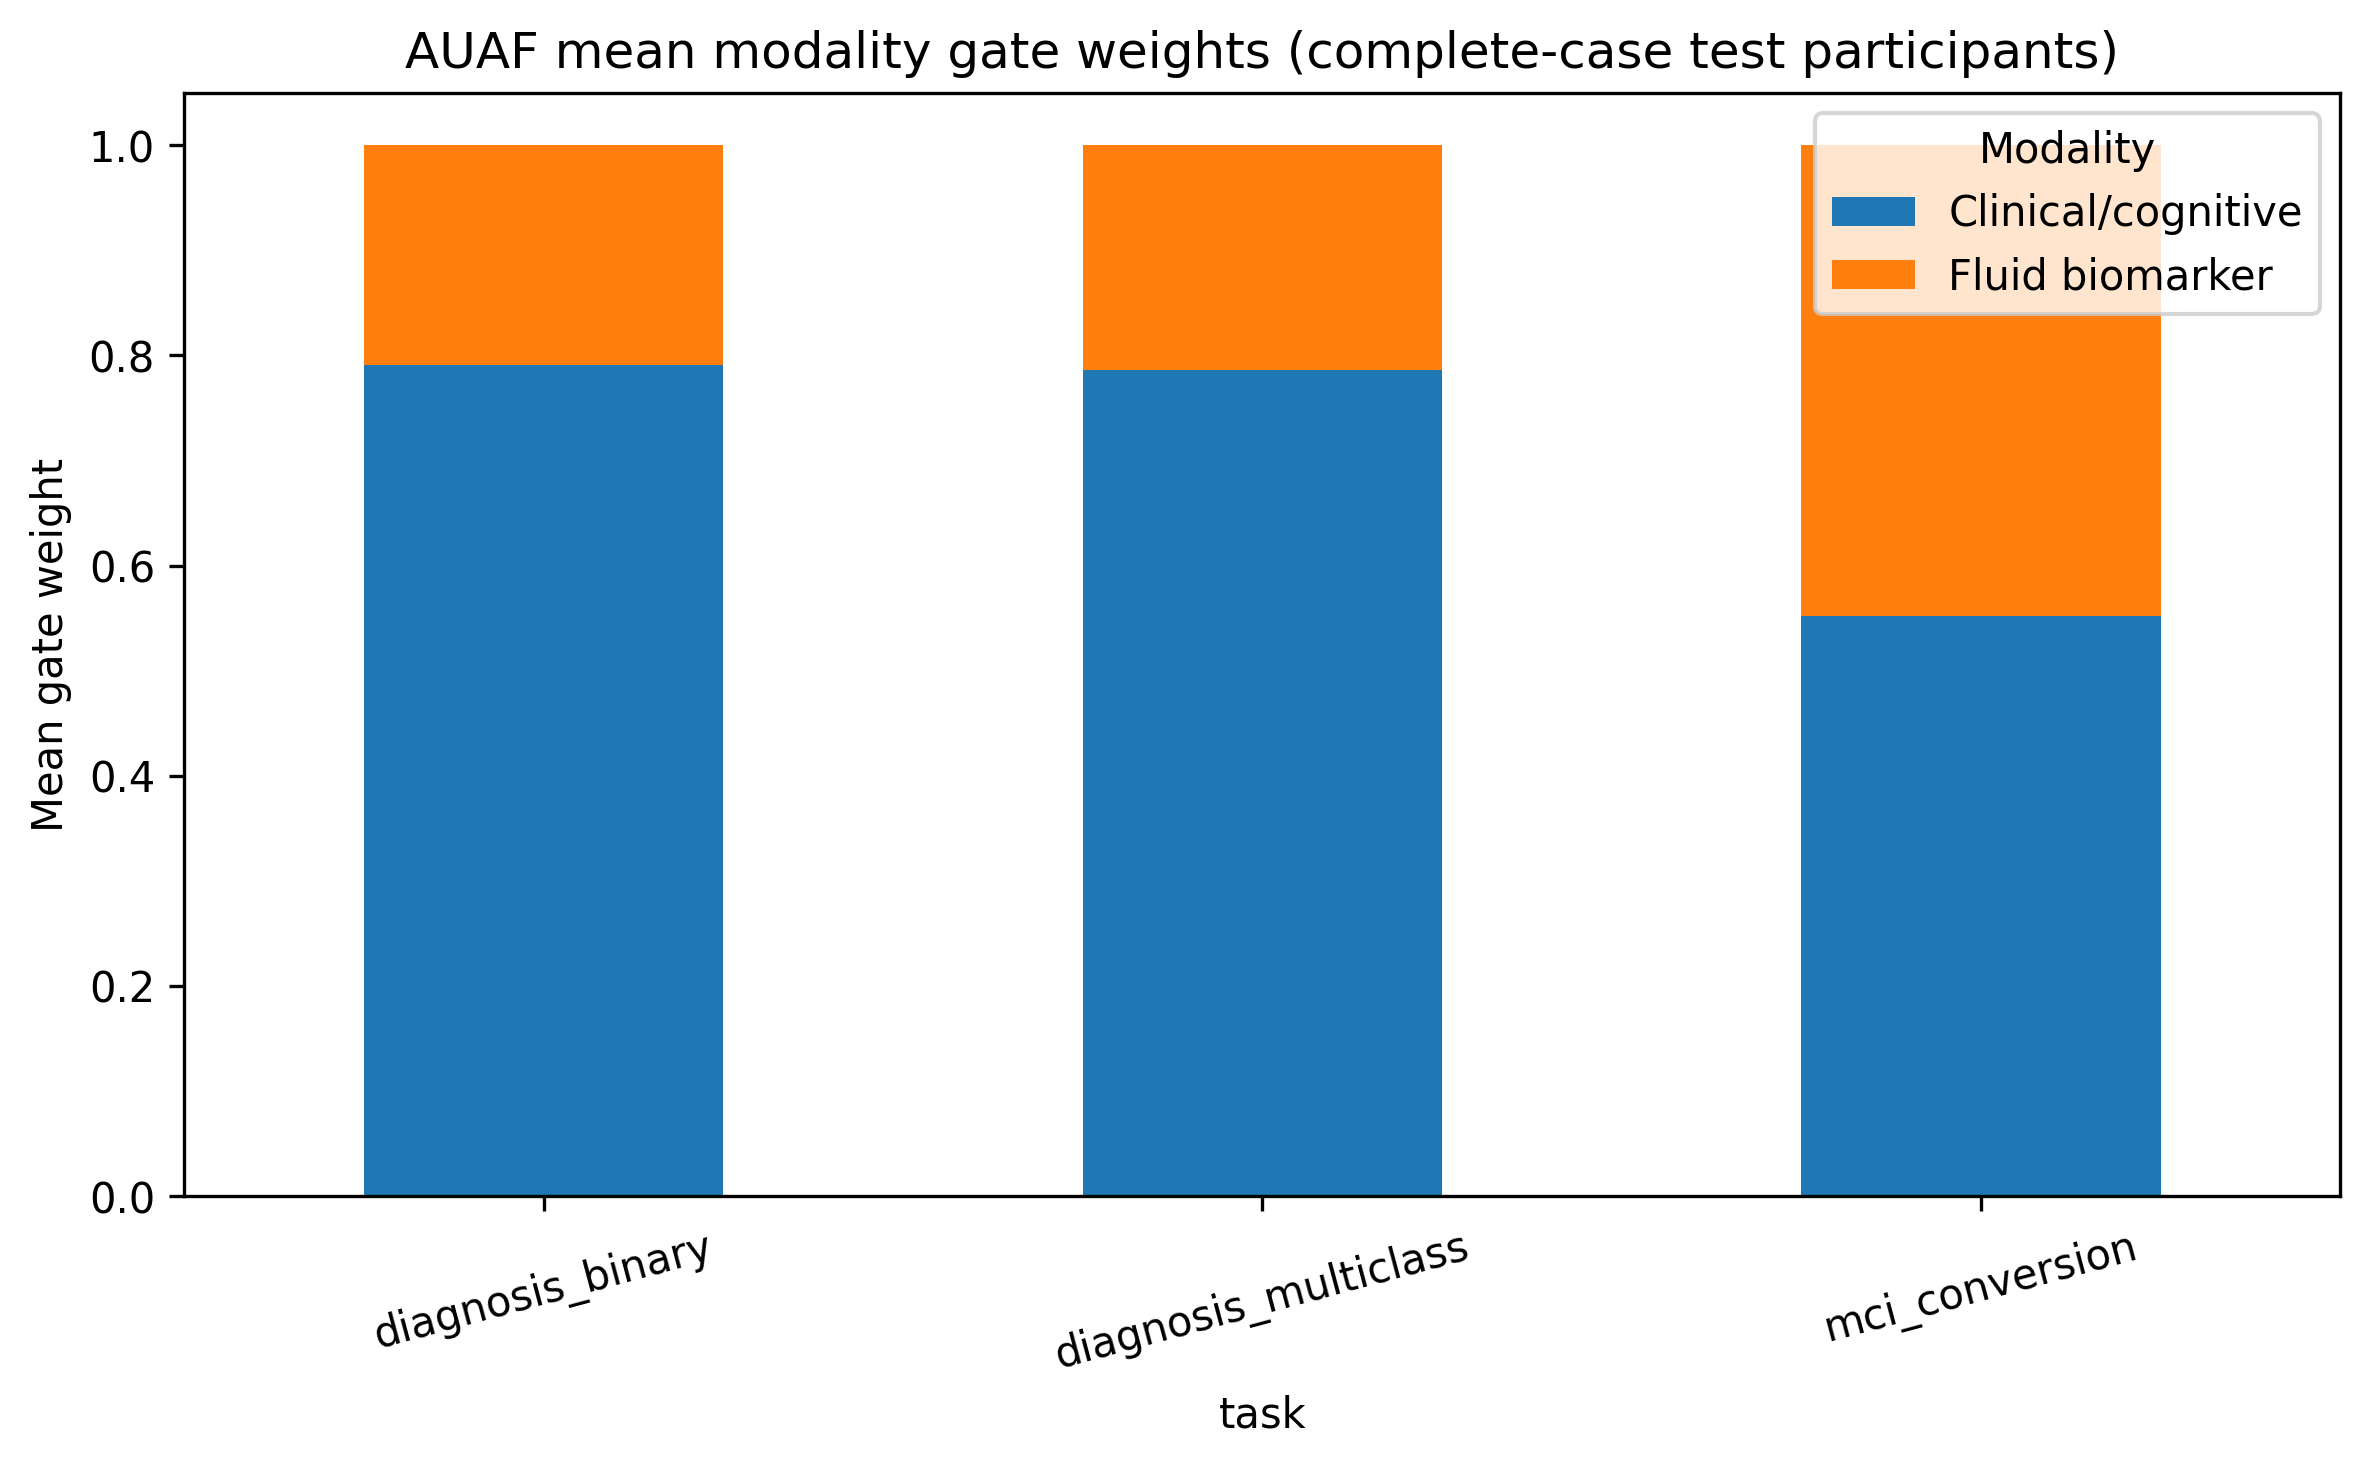 AUAF mean modality gate weights (complete-case test participants)
Modality
Clinical/cognitive
Fluid biomarker
Mean gate weight
1.0
0.8
0.6
0.4
0.2
0.0
diagnosis_binary
diagnosis_multiclass
mci_conversion
task